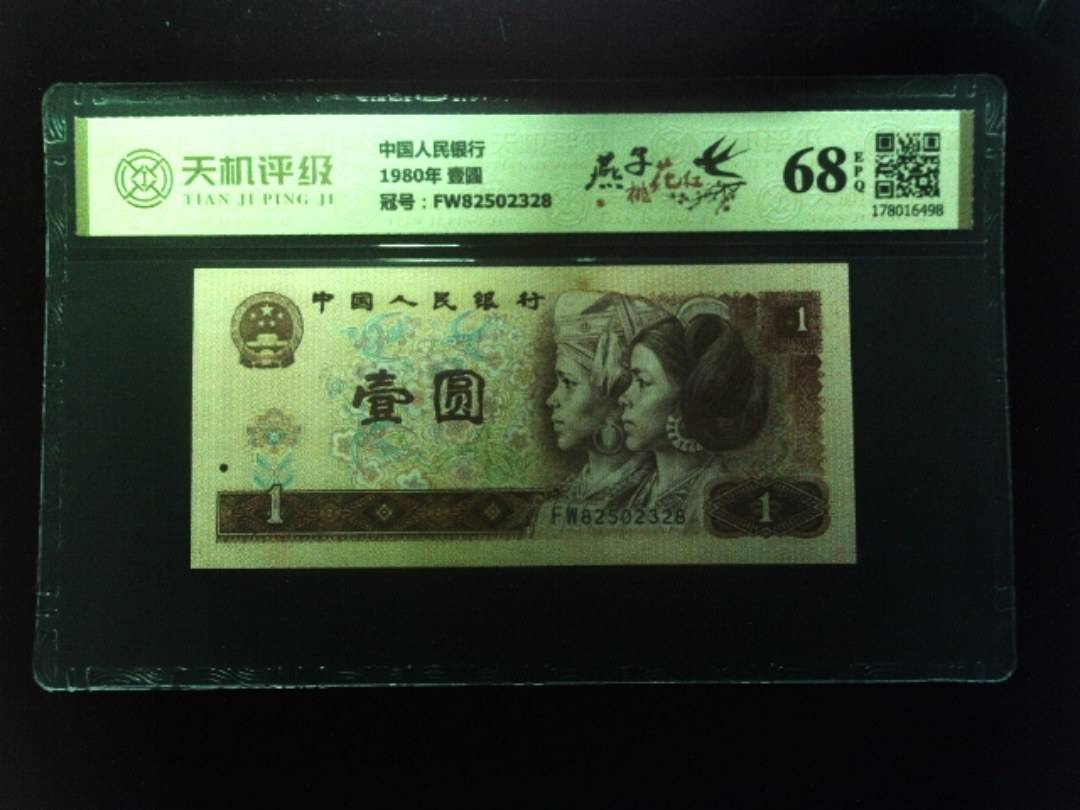 天机评级
TIAN JI PING JI
中国人民银行
1980年 壹圆
冠号：FW82502328
燕子桃花红
68
EPQ
178016498
中国人民银行
1
壹圆
1
FW82502328
1